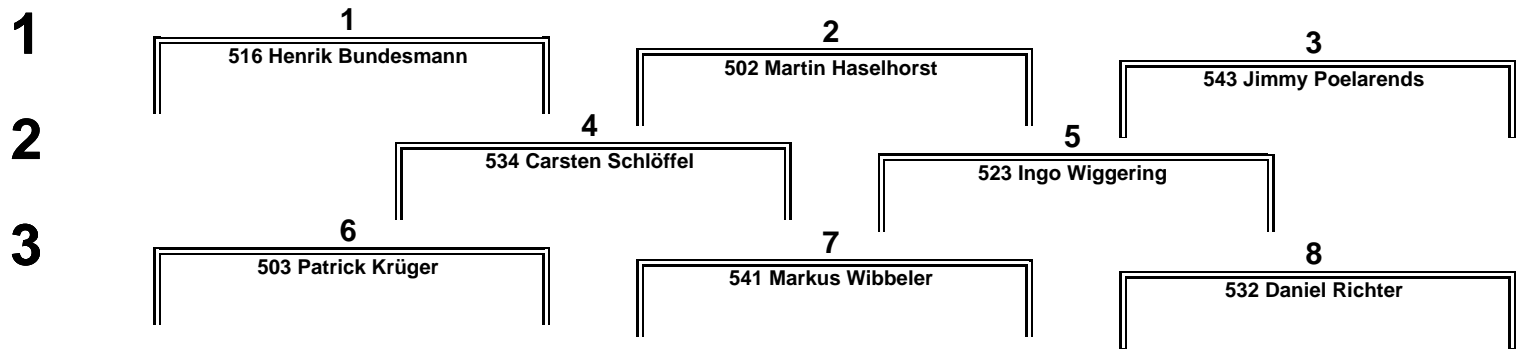 1
1
516 Henrik Bundesmann
2
502 Martin Haselhorst
3
543 Jimmy Poelarends
2
4
534 Carsten Schlöffel
5
523 Ingo Wiggering
3
6
503 Patrick Krüger
7
541 Markus Wibbeler
8
532 Daniel Richter